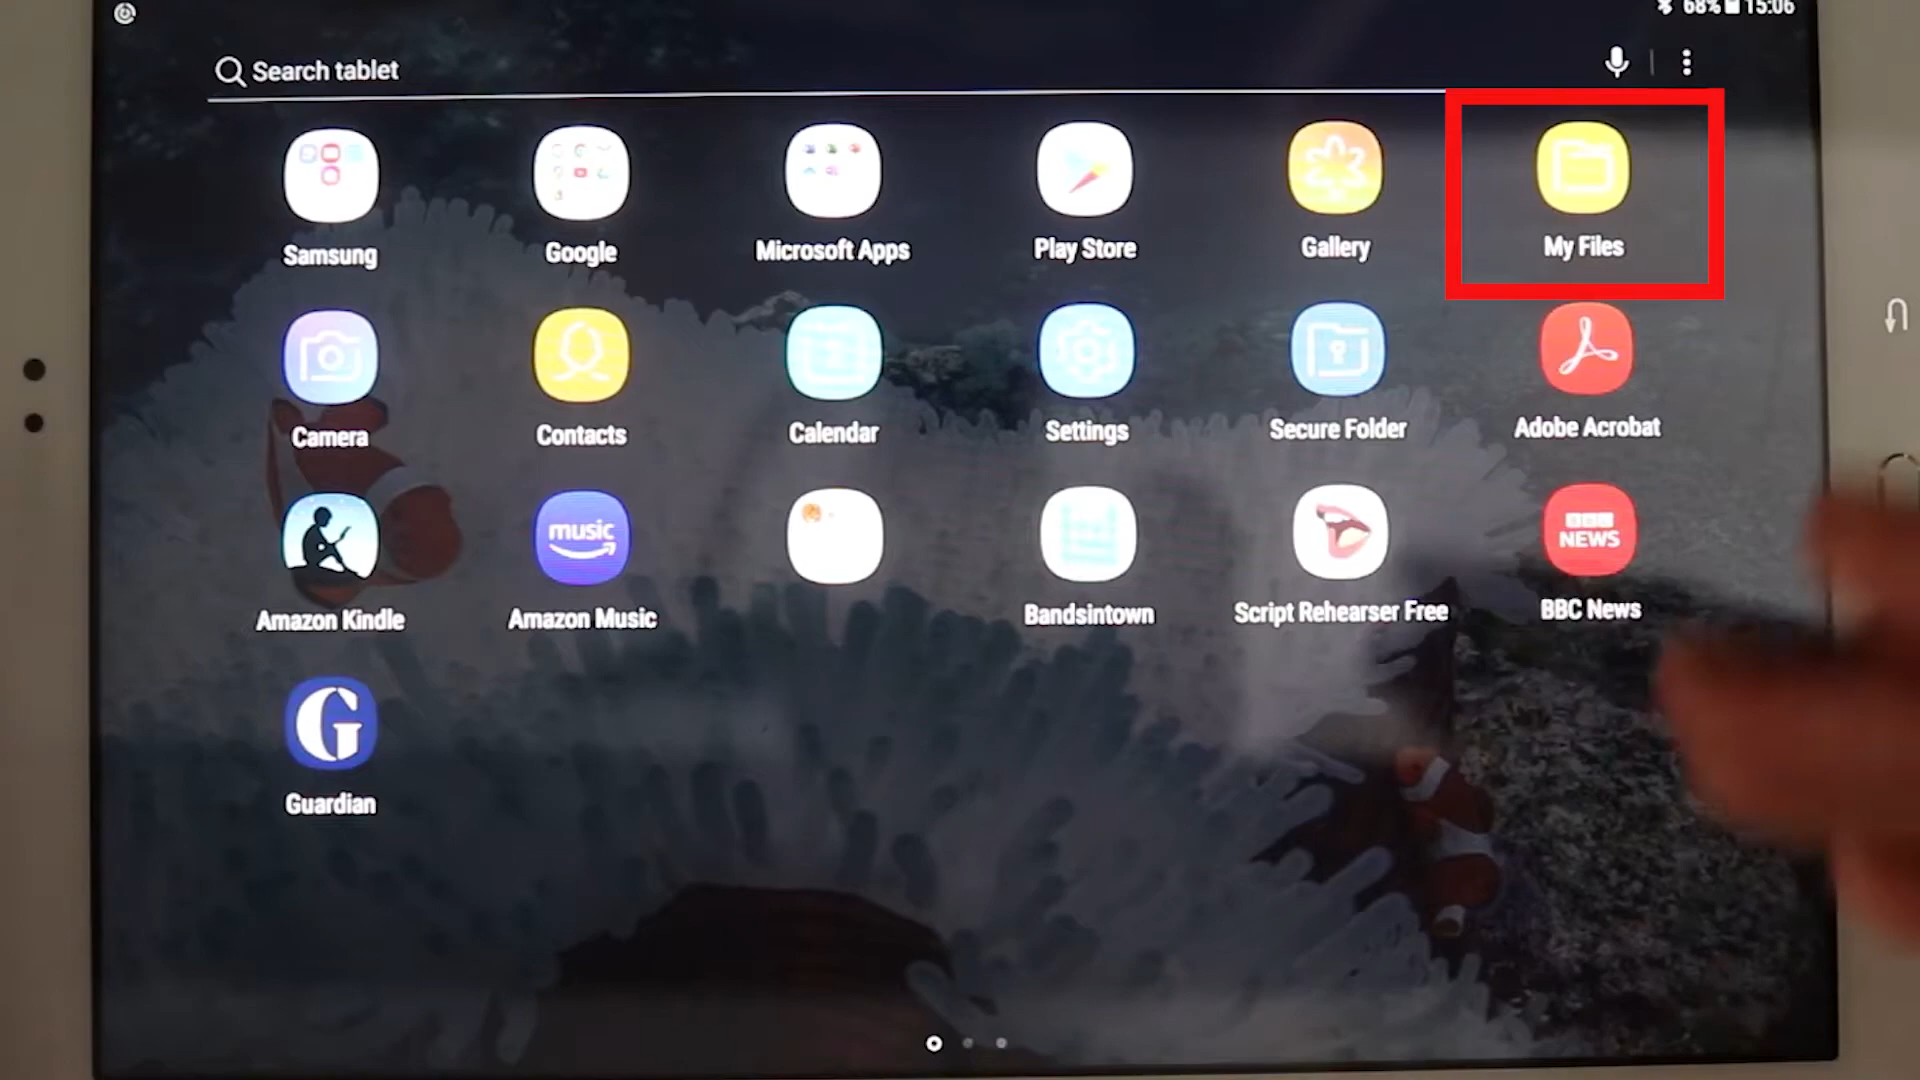 68% 15:06
Search tablet
Samsung Google Microsoft Apps Play Store Gallery My Files
Camera Contacts Calendar Settings Secure Folder Adobe Acrobat
music
BBC
NEWS
Amazon Kindle Amazon Music Bandsintown Script Rehearser Free BBC News
G
Guardian